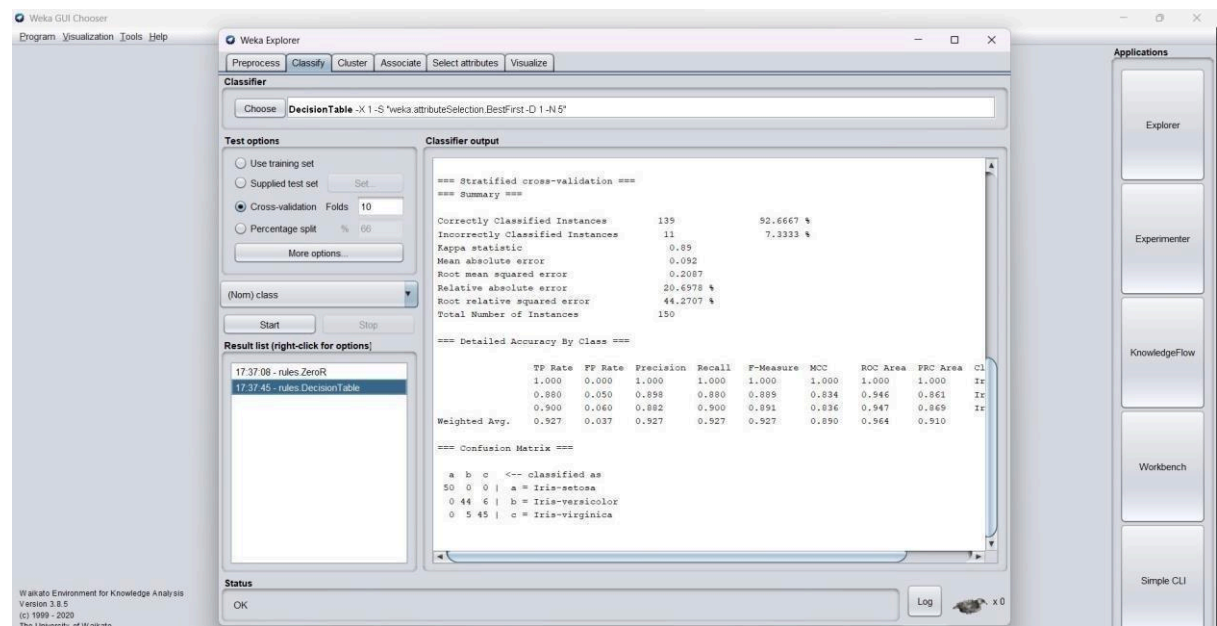 Weka GUI Chooser
Program Visualization Tools Help
Weka Explorer
Preprocess Classify Cluster Associate Select attributes Visualize
Classifier
Choose DecisionTable -X 1 -S "weka.attributeSelection.BestFirst -D 1 -N 5"
Test options
Use training set
Supplied test set Set...
Cross-validation Folds 10
Percentage split % 66
More options...
(Nom) class
Start Stop
Result list (right-click for options)
17:37:08 - rules.ZeroR
17:37:45 - rules.DecisionTable
Classifier output
=== Stratified cross-validation ===
=== Summary ===
Correctly Classified Instances 139 92.6667 %
Incorrectly Classified Instances 11 7.3333 %
Kappa statistic 0.89
Mean absolute error 0.092
Root mean squared error 0.2087
Relative absolute error 20.6978 %
Root relative squared error 44.2707 %
Total Number of Instances 150
=== Detailed Accuracy By Class ===
TP Rate FP Rate Precision Recall F-Measure MCC ROC Area PRC Area Cl
1.000 0.000 1.000 1.000 1.000 1.000 1.000 1.000 Ir
0.880 0.050 0.898 0.880 0.889 0.834 0.946 0.861 Ir
0.900 0.060 0.882 0.900 0.891 0.836 0.947 0.869 Ir
Weighted Avg. 0.927 0.037 0.927 0.927 0.927 0.890 0.964 0.910
=== Confusion Matrix ===
a b c <-- classified as
50 0 0 | a = Iris-setosa
0 44 6 | b = Iris-versicolor
0 5 45 | c = Iris-virginica
Status
OK
Log x 0
Applications
Explorer
Experimenter
KnowledgeFlow
Workbench
Simple CLI
Waikato Environment for Knowledge Analysis
Version 3.8.5
(c) 1999 - 2020
The University of Waikato